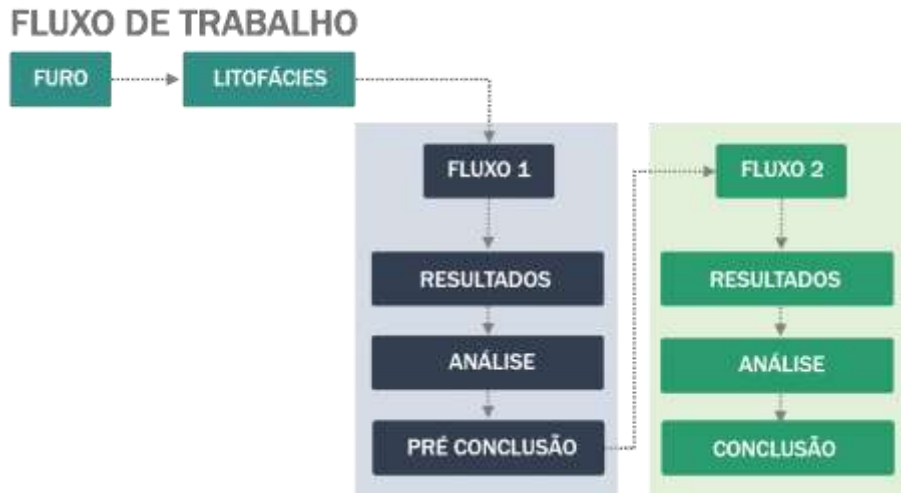 FLUXO DE TRABALHO
FURO
LITOFÁCIES
FLUXO 1
RESULTADOS
ANÁLISE
PRÉ CONCLUSÃO
FLUXO 2
RESULTADOS
ANÁLISE
CONCLUSÃO